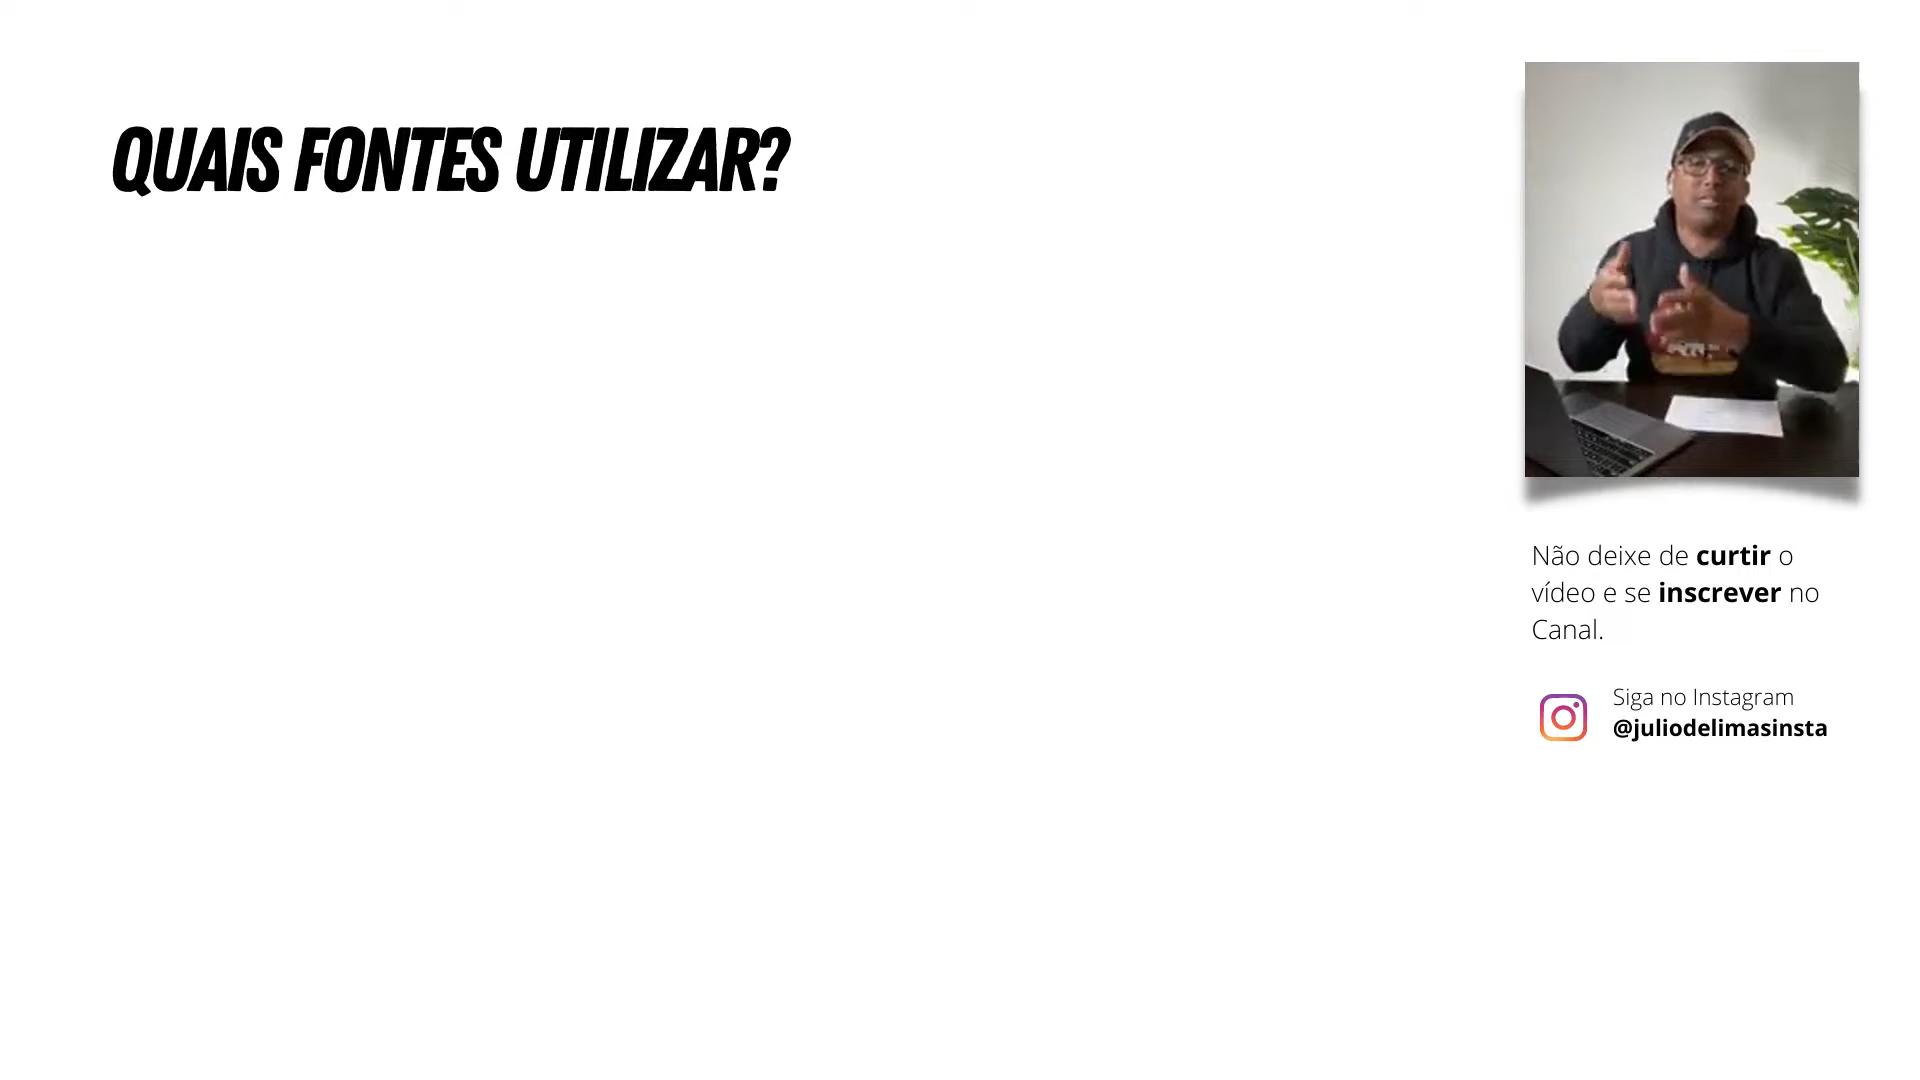 QUAIS FONTES UTILIZAR?
Não deixe de curtir o
vídeo e se inscrever no
Canal.
Siga no Instagram
@juliodelimasinsta